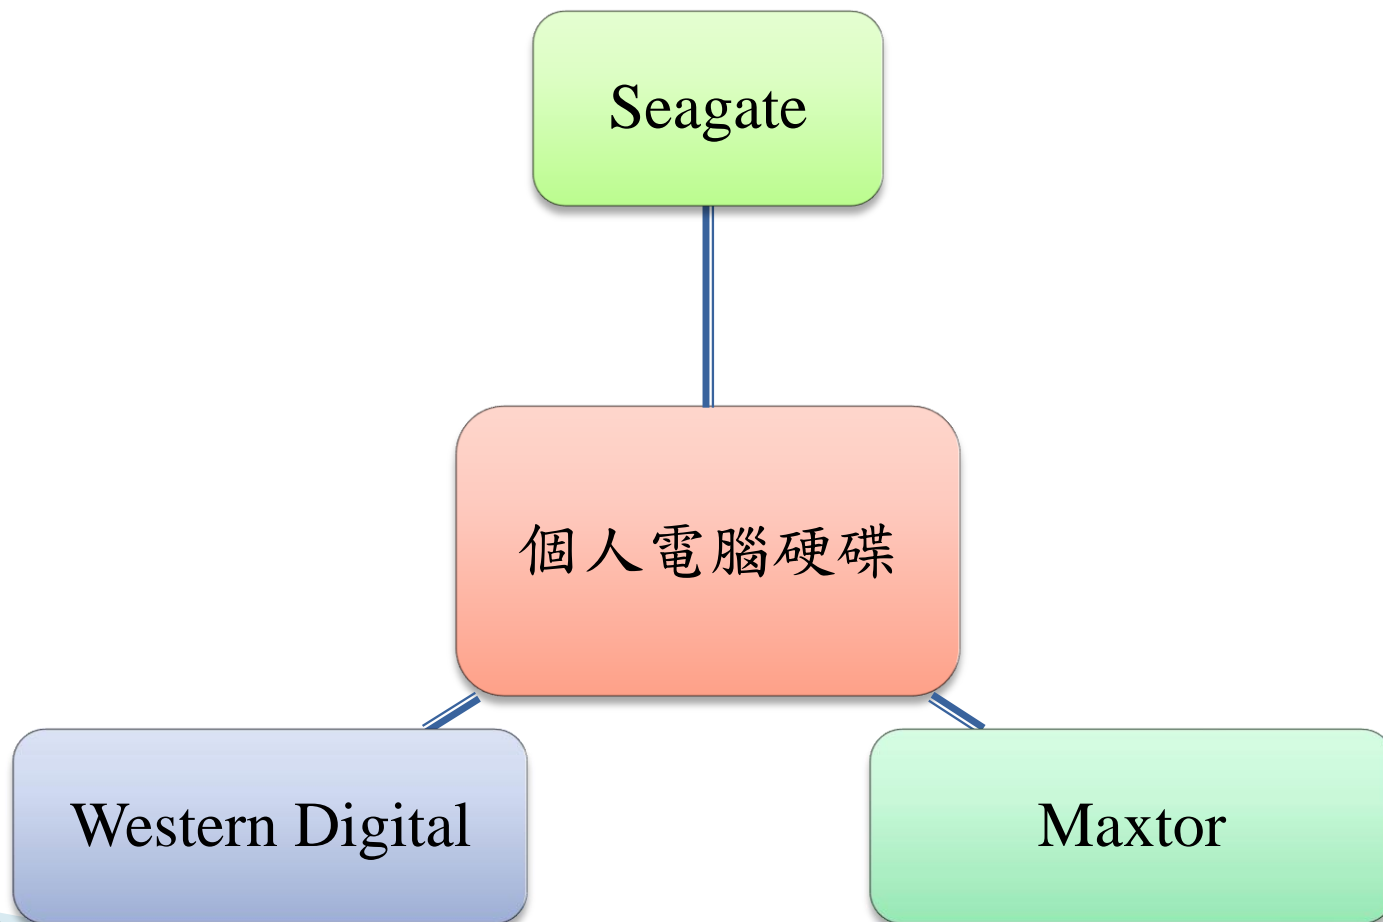 Seagate
個人電腦硬碟
Western Digital
Maxtor